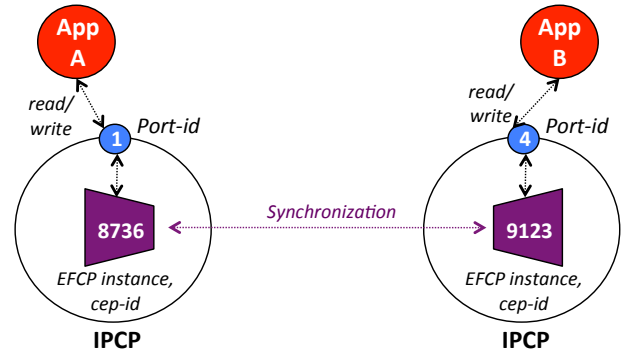 App
A
App
B
read/
write
read/
write
1
Port-id
4
Port-id
8736
Synchronization
9123
EFCP instance,
cep-id
EFCP instance,
cep-id
IPCP
IPCP